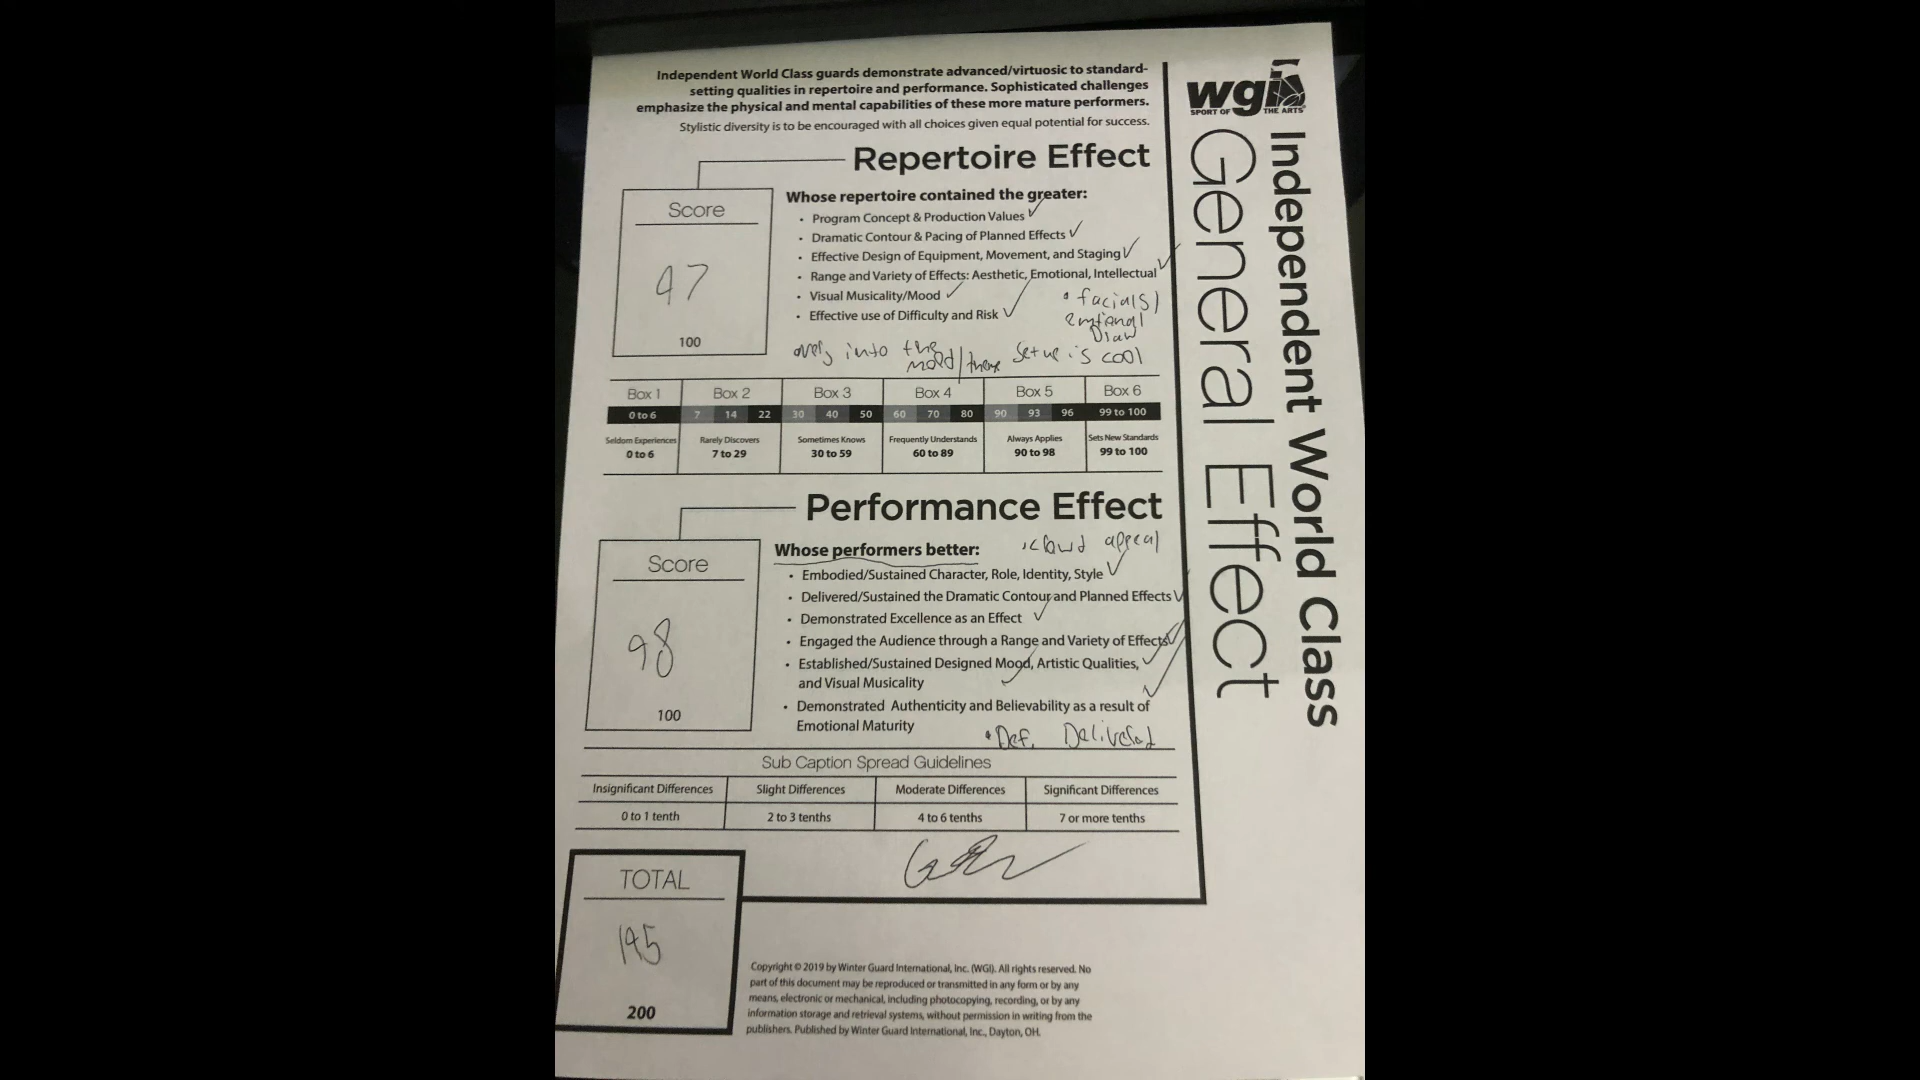 Independent World Class guards demonstrate advanced/virtuosic to standard-
setting qualities in repertoire and performance. Sophisticated challenges
emphasize the physical and mental capabilities of these more mature performers.
Stylistic diversity is to be encouraged with all choices given equal potential for success.
wgi
SPORT OF THE ARTS
Independent World Class
General Effect
Repertoire Effect
Score
97
100
Whose repertoire contained the greater:
• Program Concept & Production Values ✓
• Dramatic Contour & Pacing of Planned Effects ✓
• Effective Design of Equipment, Movement, and Staging ✓
• Range and Variety of Effects: Aesthetic, Emotional, Intellectual ✓
• Visual Musicality/Mood ✓
• Effective use of Difficulty and Risk ✓
• facials/
into the
setup is cool
Box 1 Box 2 Box 3 Box 4 Box 5 Box 6
0 to 6 7 14 22 30 40 50 60 70 80 90 93 96 99 to 100
Seldom Experiences Rarely Discovers Sometimes Knows Frequently Understands Always Applies Sets New Standards
0 to 6 7 to 29 30 to 59 60 to 89 90 to 98 99 to 100
Performance Effect
Score
98
100
• crowd appeal
Whose performers better:
• Embodied/Sustained Character, Role, Identity, Style ✓
• Delivered/Sustained the Dramatic Contour and Planned Effects ✓
• Demonstrated Excellence as an Effect ✓
• Engaged the Audience through a Range and Variety of Effects ✓
• Established/Sustained Designed Mood, Artistic Qualities, ✓
and Visual Musicality ✓
• Demonstrated Authenticity and Believability as a result of ✓
Emotional Maturity
• Def. Delivered
Sub Caption Spread Guidelines
Insignificant Differences Slight Differences Moderate Differences Significant Differences
0 to 1 tenth 2 to 3 tenths 4 to 6 tenths 7 or more tenths
TOTAL
195
200
Copyright © 2019 by Winter Guard International, Inc. (WGI). All rights reserved. No
part of this document may be reproduced or transmitted in any form or by any
means, electronic or mechanical, including photocopying, recording, or by any
information storage and retrieval systems, without permission in writing from the
publishers. Published by Winter Guard International, Inc., Dayton, OH.